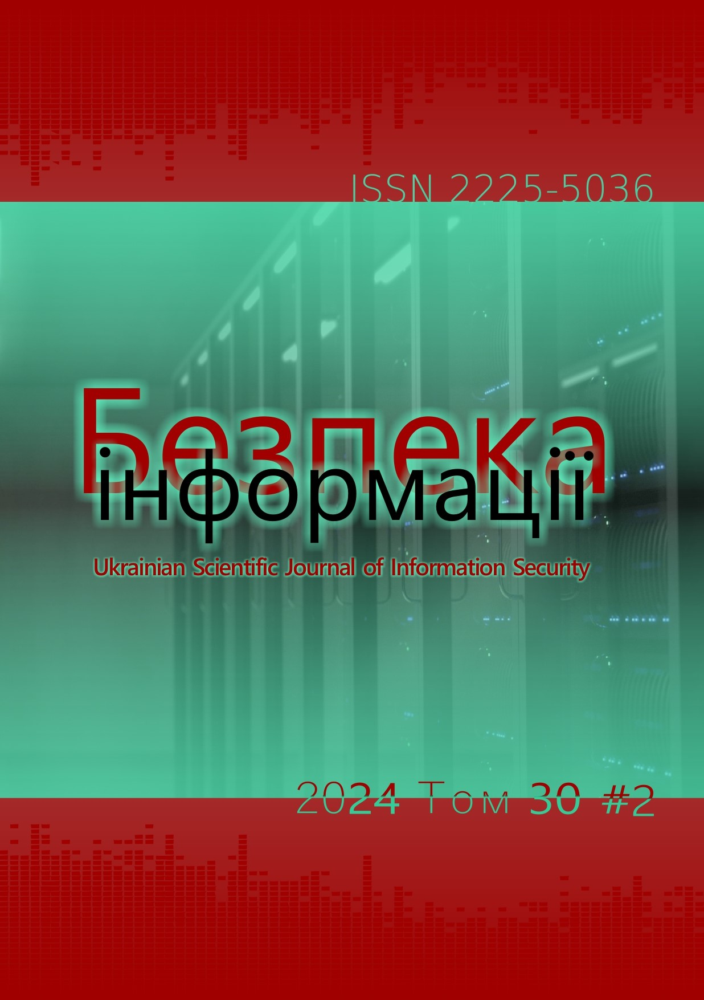 ISSN 2225-5036
Безпека
інформації
Ukrainian Scientific Journal of Information Security
2024 Том 30 #2